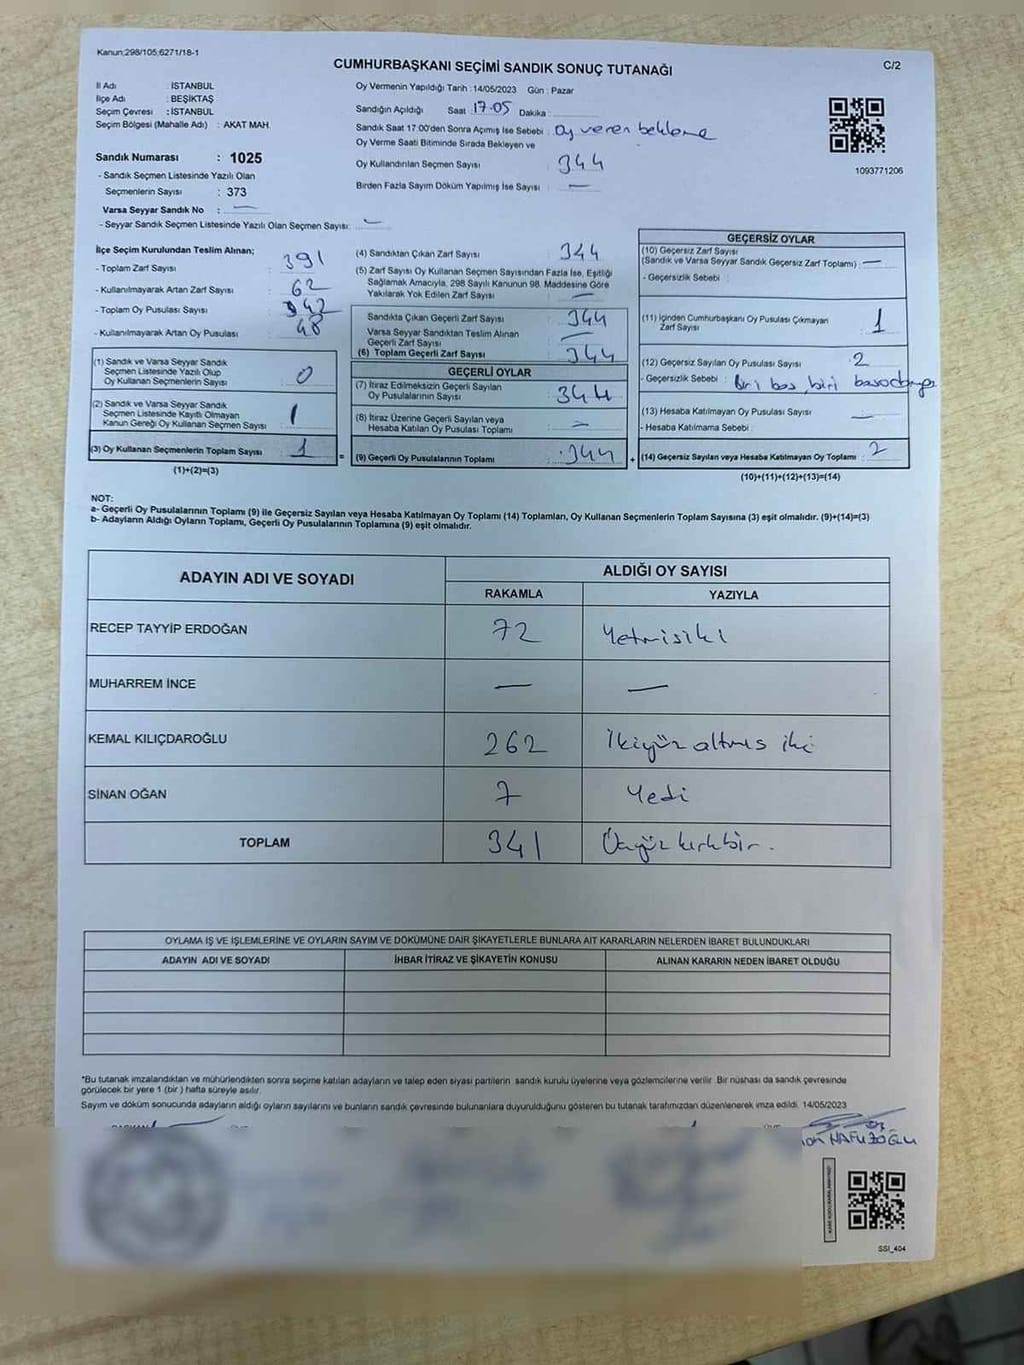 Kanun:298/105;6271/18-1
CUMHURBAŞKANI SEÇİMİ SANDIK SONUÇ TUTANAĞI
C/2
İl Adı : İSTANBUL
İlçe Adı : BEŞİKTAŞ
Seçim Çevresi : İSTANBUL
Seçim Bölgesi (Mahalle Adı) : AKAT MAH.
Sandık Numarası : 1025
- Sandık Seçmen Listesinde Yazılı Olan
Seçmenlerin Sayısı : 373
Varsa Seyyar Sandık No : —
- Seyyar Sandık Seçmen Listesinde Yazılı Olan Seçmen Sayısı: —
Oy Vermenin Yapıldığı Tarih : 14/05/2023 Gün : Pazar
Sandığın Açıldığı Saat : 17.05 Dakika :
Sandık Saat 17:00'den Sonra Açımış İse Sebebi : Oy veren bekleme
Oy Verme Saati Bitiminde Sırada Bekleyen ve
Oy Kullandırılan Seçmen Sayısı : 344
Birden Fazla Sayım Döküm Yapılmış İse Sayısı : —
1093771206
İlçe Seçim Kurulundan Teslim Alınan;
- Toplam Zarf Sayısı : 391
- Kullanılmayarak Artan Zarf Sayısı : 62
- Toplam Oy Pusulası Sayısı : 342
- Kullanılmayarak Artan Oy Pusulası : 48
(1) Sandık ve Varsa Seyyar Sandık
Seçmen Listesinde Yazılı Olup
Oy Kullanan Seçmenlerin Sayısı : 0
(2) Sandık ve Varsa Seyyar Sandık
Seçmen Listesinde Kayıtlı Olmayan
Kanun Gereği Oy Kullanan Seçmen Sayısı : 1
(3) Oy Kullanan Seçmenlerin Toplam Sayısı : 1
(1)+(2)=(3)
=
(4) Sandıktan Çıkan Zarf Sayısı : 344
(5) Zarf Sayısı Oy Kullanan Seçmen Sayısından Fazla İse, Eşitliği
Sağlamak Amacıyla, 298 Sayılı Kanunun 98. Maddesine Göre
Yakılarak Yok Edilen Zarf Sayısı : —
Sandıkta Çıkan Geçerli Zarf Sayısı : 344
Varsa Seyyar Sandıktan Teslim Alınan
Geçerli Zarf Sayısı : —
(6) Toplam Geçerli Zarf Sayısı : 344
GEÇERLİ OYLAR
(7) İtiraz Edilmeksizin Geçerli Sayılan
Oy Pusulalarının Sayısı : 344
(8) İtiraz Üzerine Geçerli Sayılan veya
Hesaba Katılan Oy Pusulası Toplamı : —
(9) Geçerli Oy Pusulalarının Toplamı : 344
+
GEÇERSİZ OYLAR
(10) Geçersiz Zarf Sayısı
(Sandık ve Varsa Seyyar Sandık Geçersiz Zarf Toplamı) : —
- Geçersizlik Sebebi :
(11) İçinden Cumhurbaşkanı Oy Pusulası Çıkmayan
Zarf Sayısı : 1
(12) Geçersiz Sayılan Oy Pusulası Sayısı : 2
- Geçersizlik Sebebi : biri boş, biri
(13) Hesaba Katılmayan Oy Pusulası Sayısı : —
- Hesaba Katılmama Sebebi :
(14) Geçersiz Sayılan veya Hesaba Katılmayan Oy Toplamı : 2
(10)+(11)+(12)+(13)=(14)
NOT:
a- Geçerli Oy Pusulalarının Toplamı (9) ile Geçersiz Sayılan veya Hesaba Katılmayan Oy Toplamı (14) Toplamları, Oy Kullanan Seçmenlerin Toplam Sayısına (3) eşit olmalıdır. (9)+(14)=(3)
b- Adayların Aldığı Oyların Toplamı, Geçerli Oy Pusulalarının Toplamına (9) eşit olmalıdır.
ADAYIN ADI VE SOYADI
ALDIĞI OY SAYISI
RAKAMLA YAZIYLA
RECEP TAYYİP ERDOĞAN 72 Yetmişiki
MUHARREM İNCE — —
KEMAL KILIÇDAROĞLU 262 İkiyüz altmış iki
SİNAN OĞAN 7 Yedi
TOPLAM 341 Üçyüz kırkbir.
OYLAMA İŞ VE İŞLEMLERİNE VE OYLARIN SAYIM VE DÖKÜMÜNE DAİR ŞİKAYETLERLE BUNLARA AİT KARARLARIN NELERDEN İBARET BULUNDUKLARI
ADAYIN ADI VE SOYADI İHBAR İTİRAZ VE ŞİKAYETİN KONUSU ALINAN KARARIN NEDEN İBARET OLDUĞU
*Bu tutanak imzalandıktan ve mühürlendikten sonra seçime katılan adayların ve talep eden siyasi partilerin sandık kurulu üyelerine veya gözlemcilerine verilir. Bir nüshası da sandık çevresinde
görülecek bir yere 1 (bir ) hafta süreyle asılır.
Sayım ve döküm sonucunda adayların aldığı oyların sayılarını ve bunların sandık çevresinde bulunanlara duyurulduğunu gösteren bu tutanak tarafımızdan düzenlenerek imza edildi. 14/05/2023
HAFIZOĞLU
SSI_404